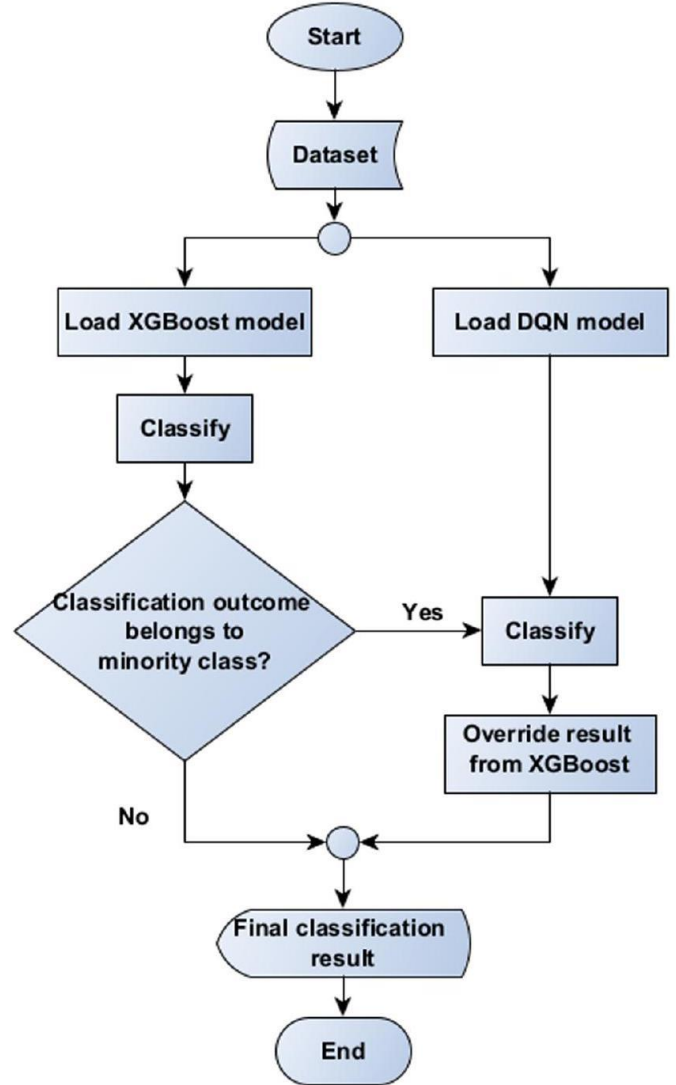 Start
Dataset
Load XGBoost model
Load DQN model
Classify
Classification outcome
belongs to
minority class?
Yes
Classify
Override result
from XGBoost
No
Final classification
result
End